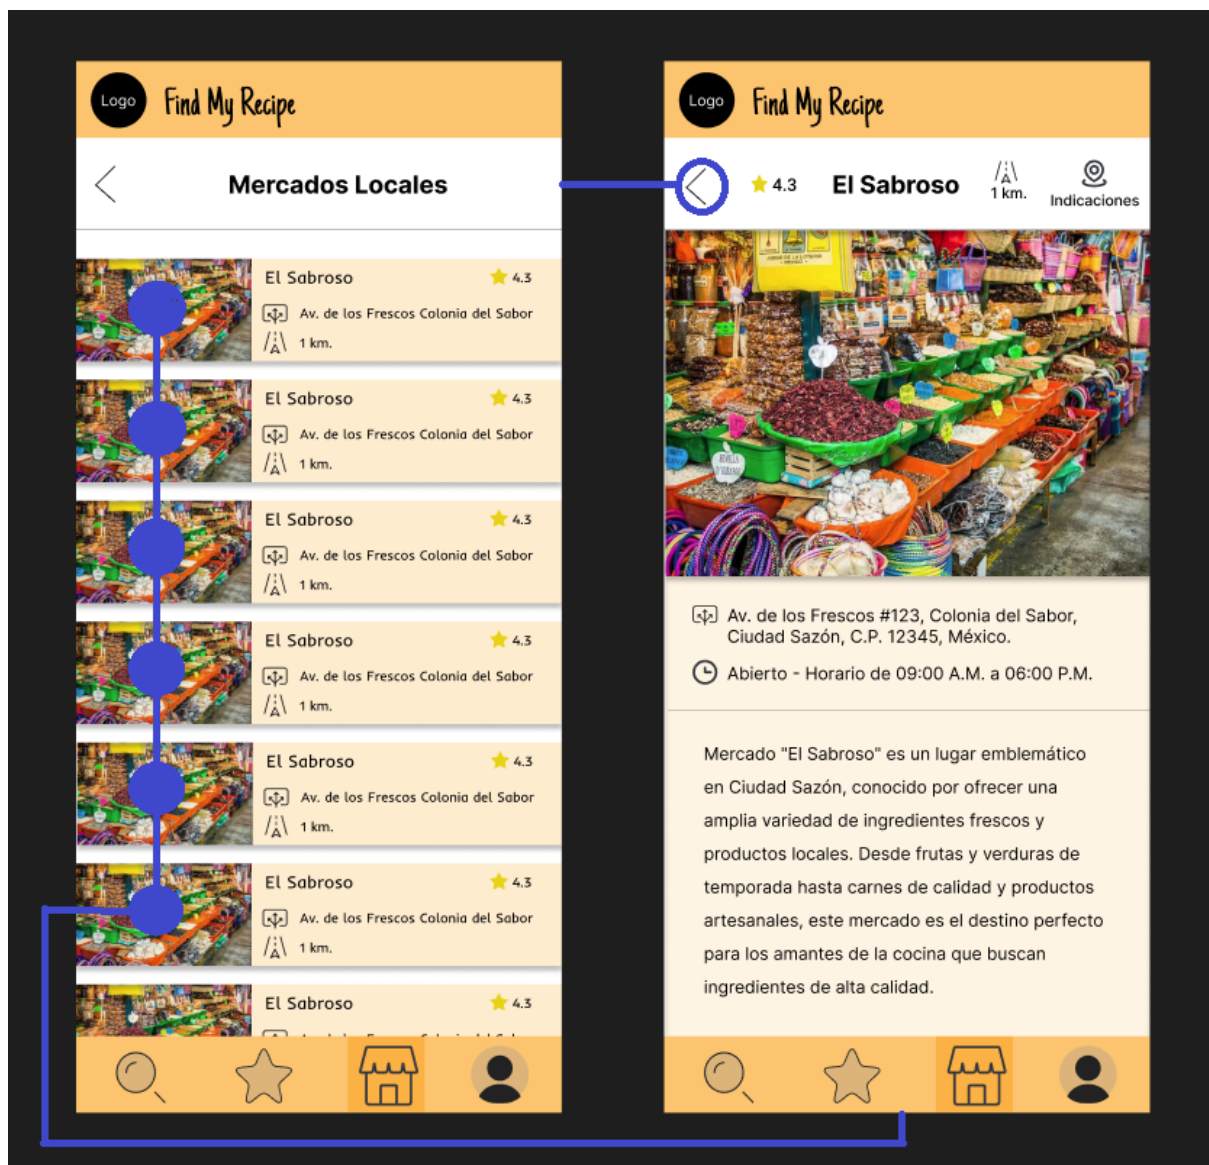 Logo
Find My Recipe
Mercados Locales
El Sabroso
4.3
Av. de los Frescos Colonia del Sabor
1 km.
El Sabroso
4.3
Av. de los Frescos Colonia del Sabor
1 km.
El Sabroso
4.3
Av. de los Frescos Colonia del Sabor
1 km.
El Sabroso
4.3
Av. de los Frescos Colonia del Sabor
1 km.
El Sabroso
4.3
Av. de los Frescos Colonia del Sabor
1 km.
El Sabroso
4.3
Av. de los Frescos Colonia del Sabor
1 km.
El Sabroso
4.3
Logo
Find My Recipe
4.3
El Sabroso
1 km.
Indicaciones
Av. de los Frescos #123, Colonia del Sabor,
Ciudad Sazón, C.P. 12345, México.
Abierto - Horario de 09:00 A.M. a 06:00 P.M.
Mercado "El Sabroso" es un lugar emblemático
en Ciudad Sazón, conocido por ofrecer una
amplia variedad de ingredientes frescos y
productos locales. Desde frutas y verduras de
temporada hasta carnes de calidad y productos
artesanales, este mercado es el destino perfecto
para los amantes de la cocina que buscan
ingredientes de alta calidad.